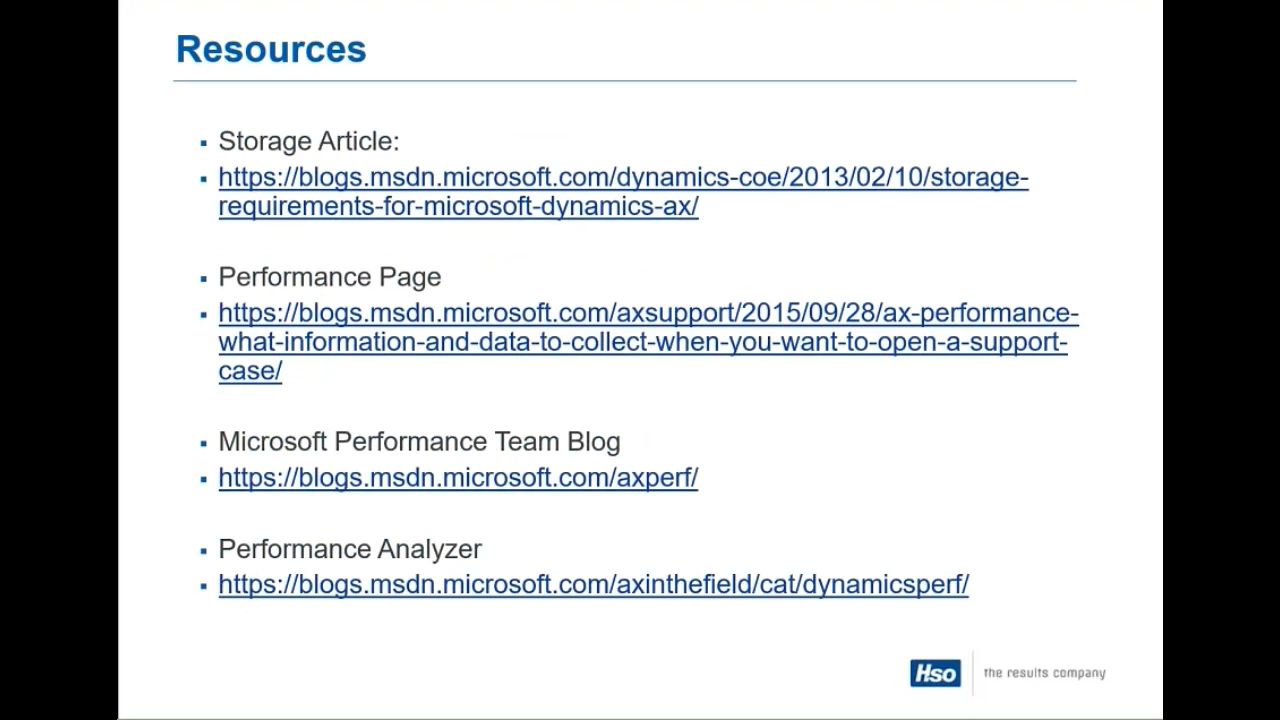 Resources
Storage Article:
https://blogs.msdn.microsoft.com/dynamics-coe/2013/02/10/storage-
requirements-for-microsoft-dynamics-ax/
Performance Page
https://blogs.msdn.microsoft.com/axsupport/2015/09/28/ax-performance-
what-information-and-data-to-collect-when-you-want-to-open-a-support-
case/
Microsoft Performance Team Blog
https://blogs.msdn.microsoft.com/axperf/
Performance Analyzer
https://blogs.msdn.microsoft.com/axinthefield/cat/dynamicsperf/
Hso the results company